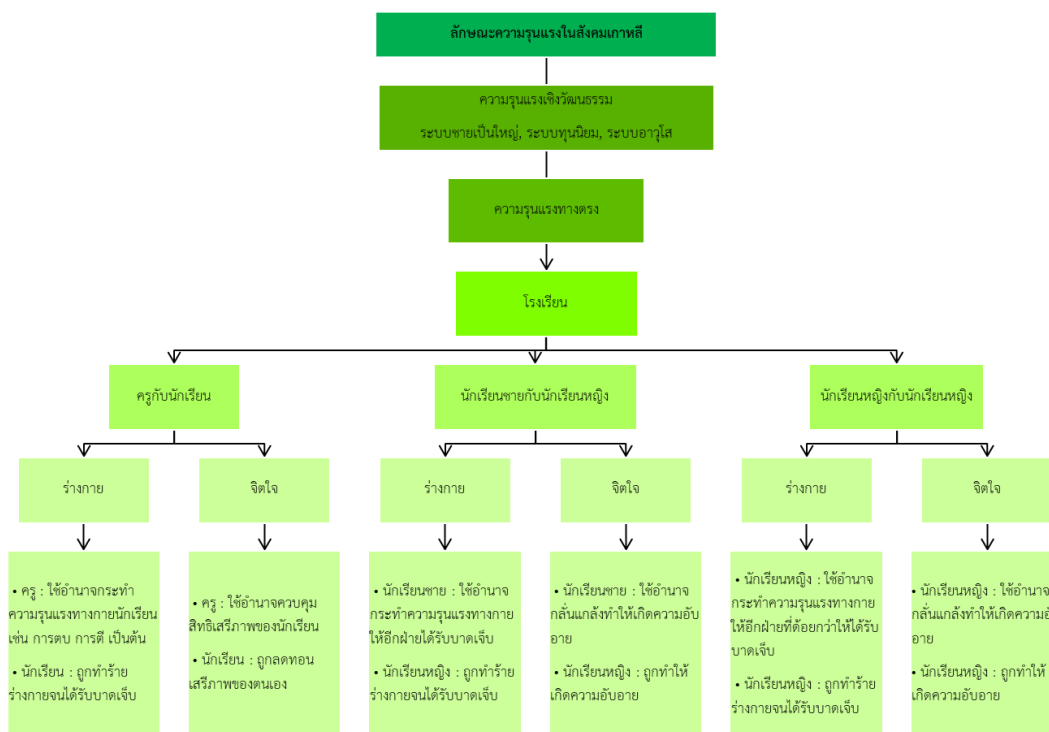 ลักษณะความรุนแรงในสังคมเกาหลี
ความรุนแรงเชิงวัฒนธรรม
ระบบชายเป็นใหญ่, ระบบทุนนิยม, ระบบอาวุโส
ความรุนแรงทางตรง
โรงเรียน
ครูกับนักเรียน
นักเรียนชายกับนักเรียนหญิง
นักเรียนหญิงกับนักเรียนหญิง
ร่างกาย
จิตใจ
ร่างกาย
จิตใจ
ร่างกาย
จิตใจ
• ครู : ใช้อำนาจกระทำ
ความรุนแรงทางกายนักเรียน
เช่น การตบ การตี เป็นต้น
• นักเรียน : ถูกทำร้าย
ร่างกายจนได้รับบาดเจ็บ
• ครู : ใช้อำนาจควบคุม
สิทธิเสรีภาพของนักเรียน
• นักเรียน : ถูกลดทอน
เสรีภาพของตนเอง
• นักเรียนชาย : ใช้อำนาจ
กระทำความรุนแรงทางกาย
ให้อีกฝ่ายได้รับบาดเจ็บ
• นักเรียนหญิง : ถูกทำร้าย
ร่างกายจนได้รับบาดเจ็บ
• นักเรียนชาย : ใช้อำนาจ
กลั่นแกล้งทำให้เกิดความอับ
อาย
• นักเรียนหญิง : ถูกทำให้
เกิดความอับอาย
• นักเรียนหญิง : ใช้อำนาจ
กระทำความรุนแรงทางกาย
ให้อีกฝ่ายที่ด้อยกว่าให้ได้รับ
บาดเจ็บ
• นักเรียนหญิง : ถูกทำร้าย
ร่างกายจนได้รับบาดเจ็บ
• นักเรียนหญิง : ใช้อำนาจ
กลั่นแกล้งทำให้เกิดความอับ
อาย
• นักเรียนหญิง : ถูกทำให้
เกิดความอับอาย